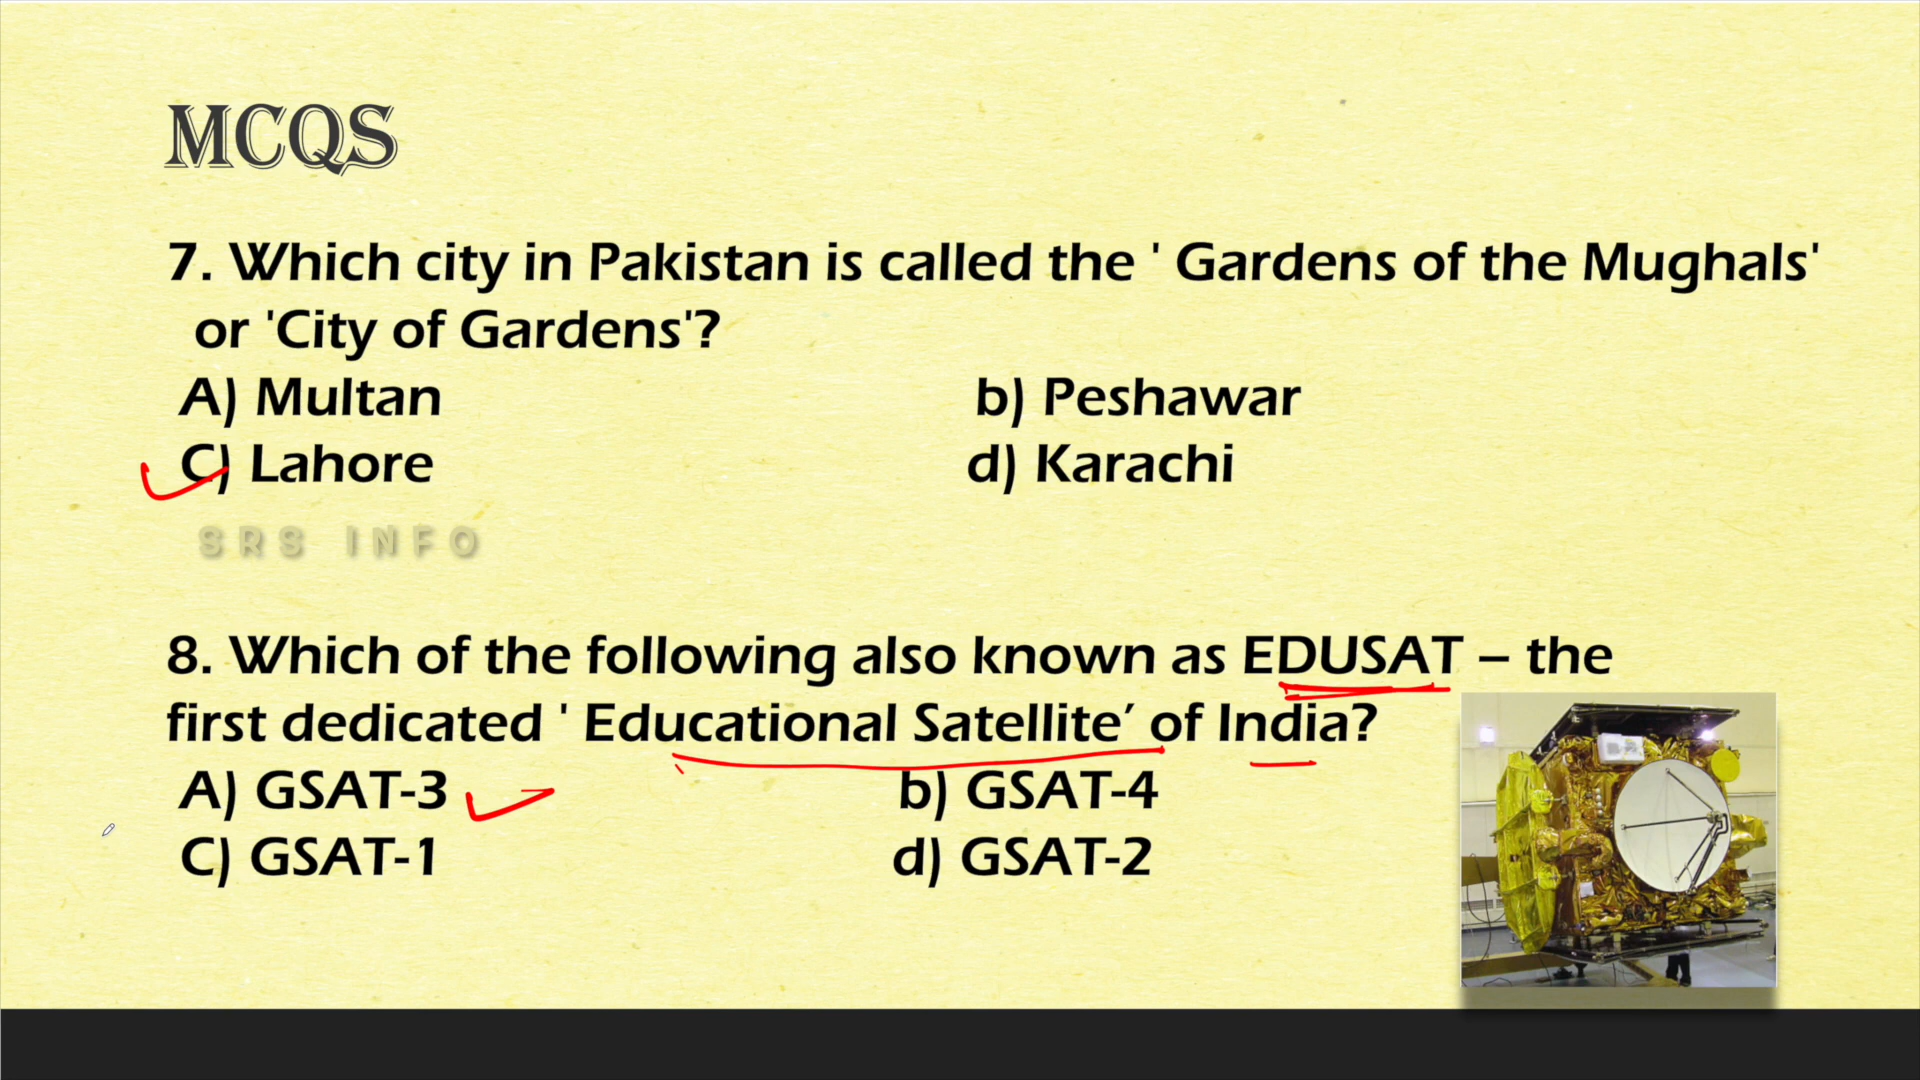 MCQS
7. Which city in Pakistan is called the ' Gardens of the Mughals'
or 'City of Gardens'?
A) Multan b) Peshawar
C) Lahore d) Karachi
SRS INFO
8. Which of the following also known as EDUSAT – the
first dedicated ' Educational Satellite’ of India?
A) GSAT-3 b) GSAT-4
C) GSAT-1 d) GSAT-2